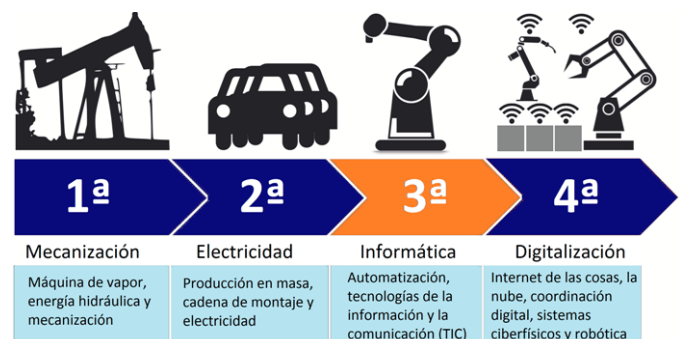 1ª
2ª
3ª
4ª
Mecanización
Electricidad
Informática
Digitalización
Máquina de vapor,
energía hidráulica y
mecanización
Producción en masa,
cadena de montaje y
electricidad
Automatización,
tecnologías de la
información y la
comunicación (TIC)
Internet de las cosas, la
nube, coordinación
digital, sistemas
ciberfísicos y robótica